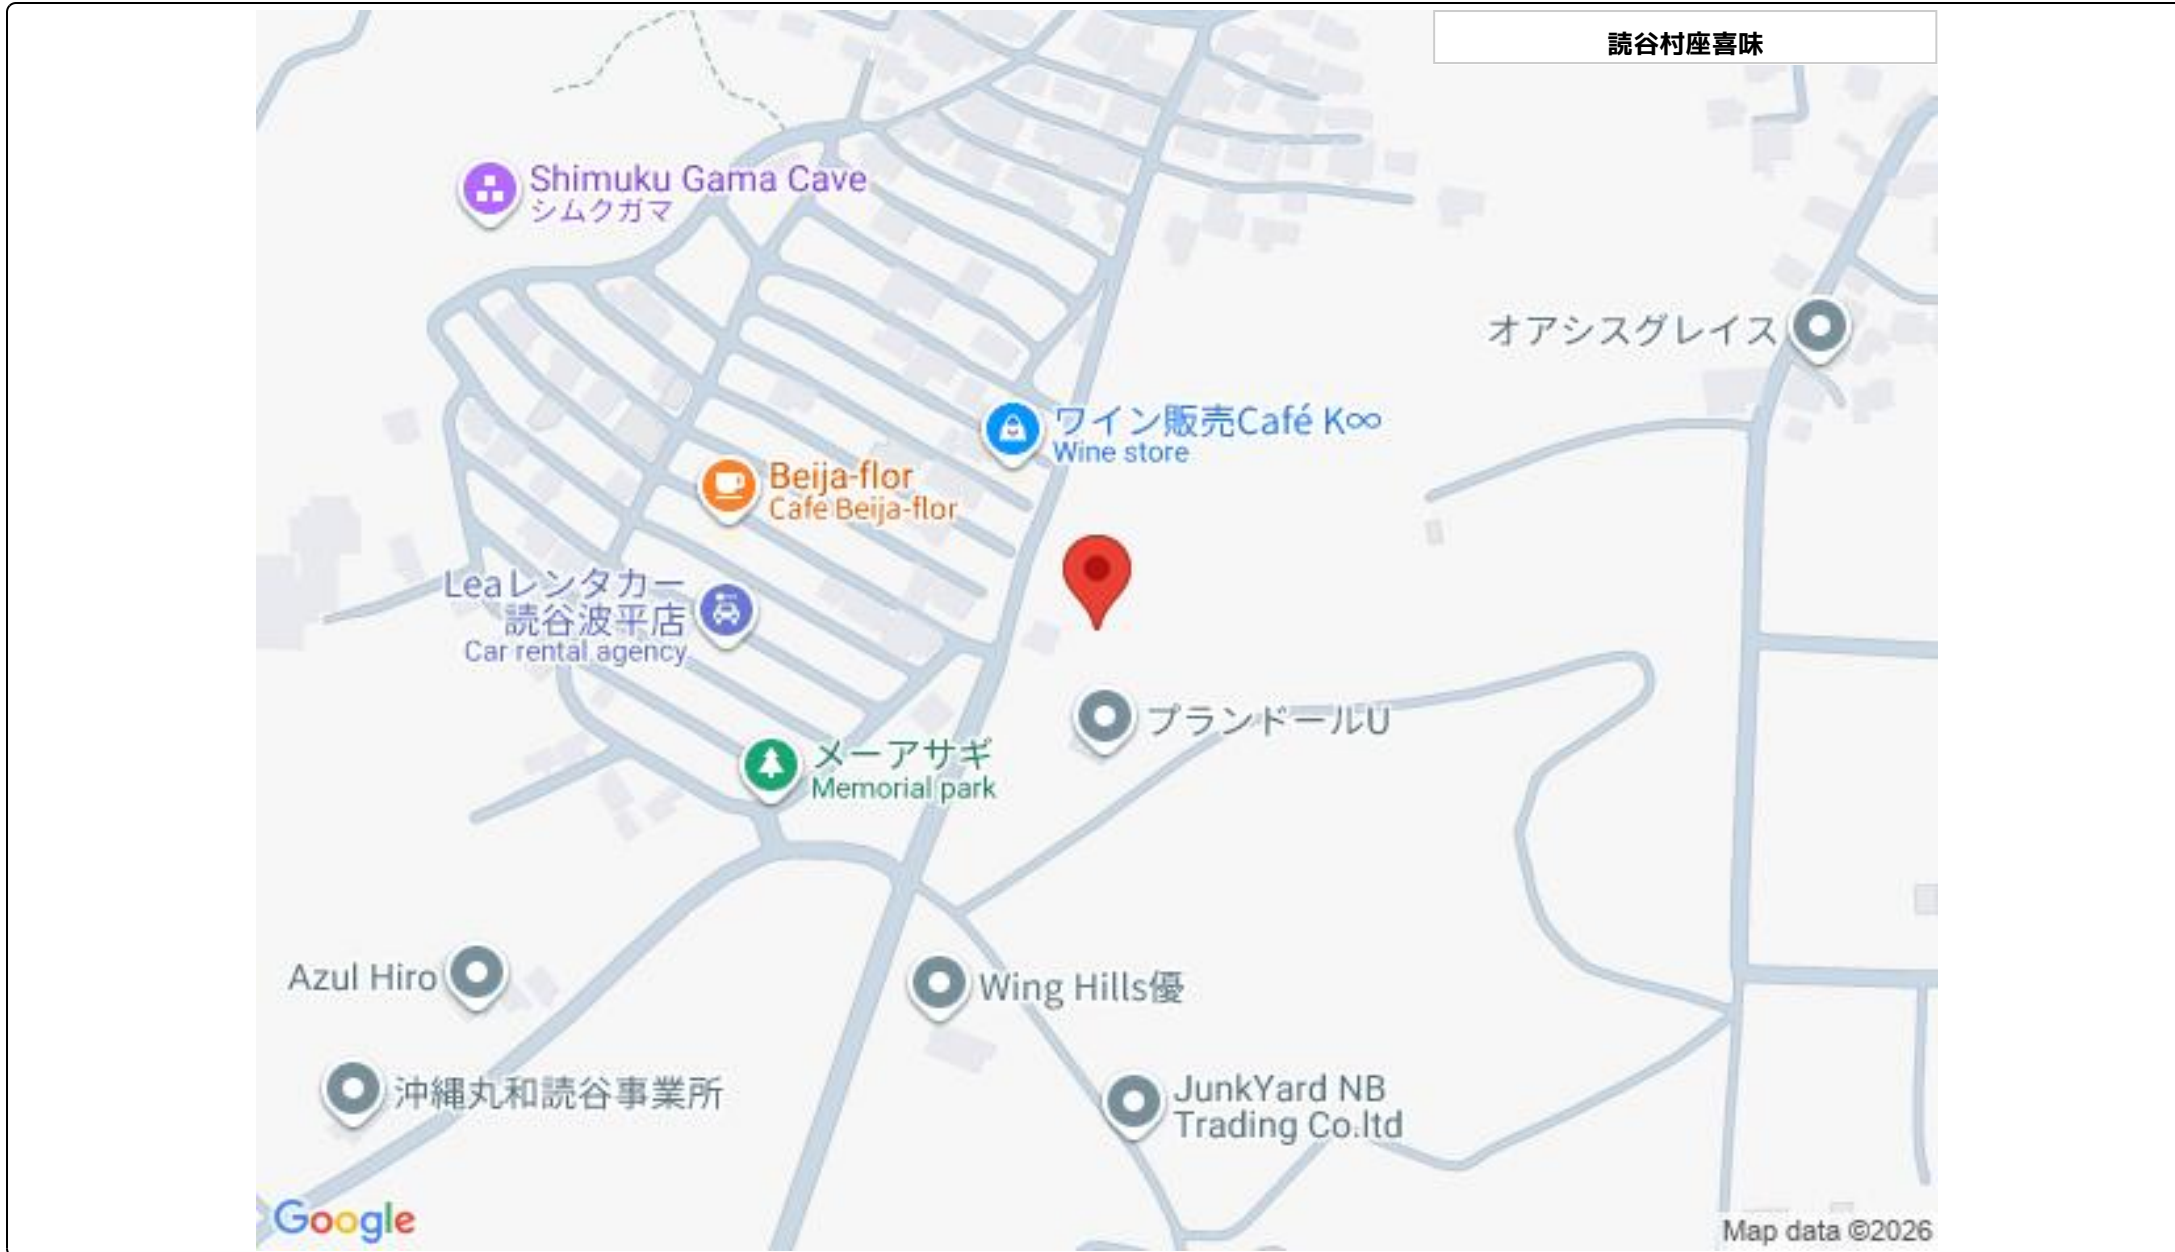 読谷村座喜味
Shimuku Gama Cave
シムクガマ
オアシスグレイス
ワイン販売Café K∞
Wine store
Beija-flor
Cafe Beija-flor
Leaレンタカー
読谷波平店
Car rental agency
プランドールU
メーアサギ
Memorial park
Azul Hiro
Wing Hills優
沖縄丸和読谷事業所
JunkYard NB
Trading Co.ltd
Google
Map data ©2026